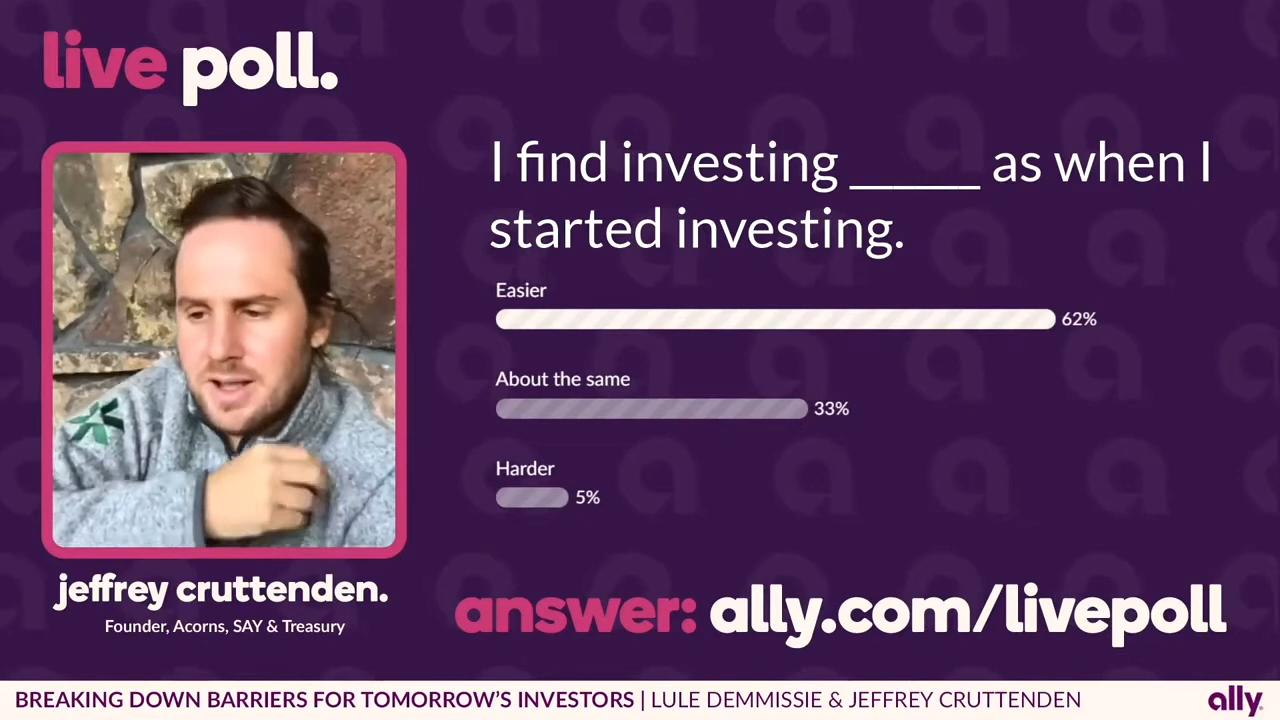 live poll.
I find investing _____ as when I
started investing.
Easier
62%
About the same
33%
Harder
5%
jeffrey cruttenden.
Founder, Acorns, SAY & Treasury
answer: ally.com/livepoll
BREAKING DOWN BARRIERS FOR TOMORROW'S INVESTORS | LULE DEMMISSIE & JEFFREY CRUTTENDEN
ally.